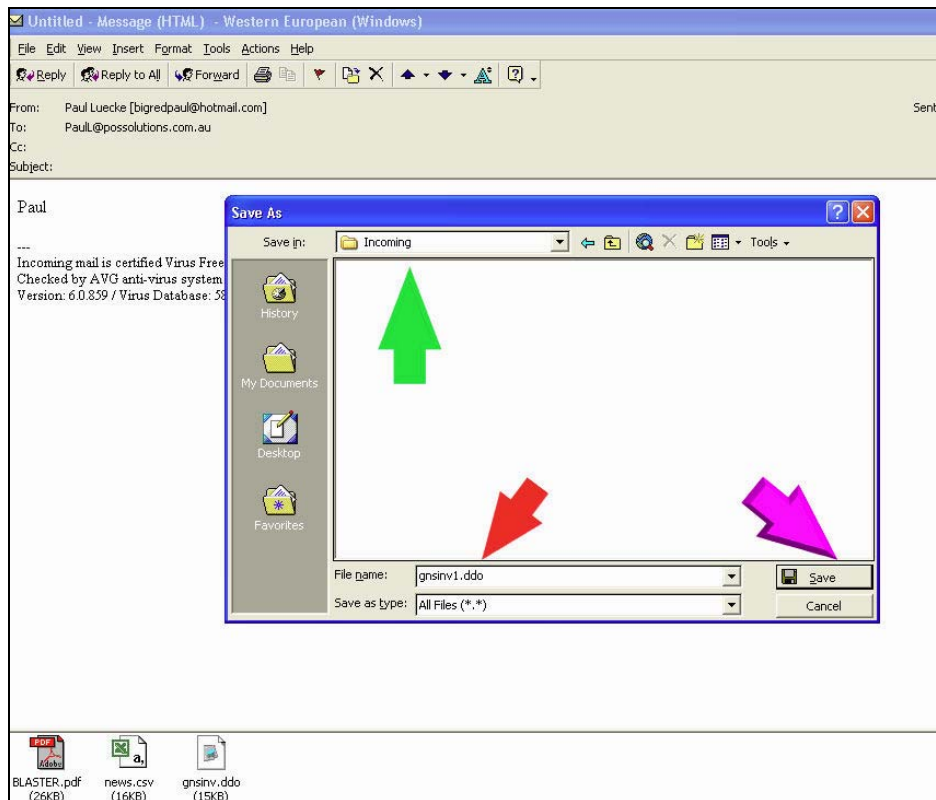 Untitled - Message (HTML) - Western European (Windows)
File Edit View Insert Format Tools Actions Help
Reply Reply to All Forward
From: Paul Luecke [bigredpaul@hotmail.com]
Sent
To: PaulL@possolutions.com.au
Cc:
Subject:
Paul
---
Incoming mail is certified Virus Free
Checked by AVG anti-virus system
Version: 6.0.859 / Virus Database: 58
Save As
Save in: Incoming Tools
History
My Documents
Desktop
Favorites
File name: gnsinv1.ddo Save
Save as type: All Files (*.*) Cancel
PDF
Adobe
a,
BLASTER.pdf news.csv gnsinv.ddo
(26KB) (16KB) (15KB)